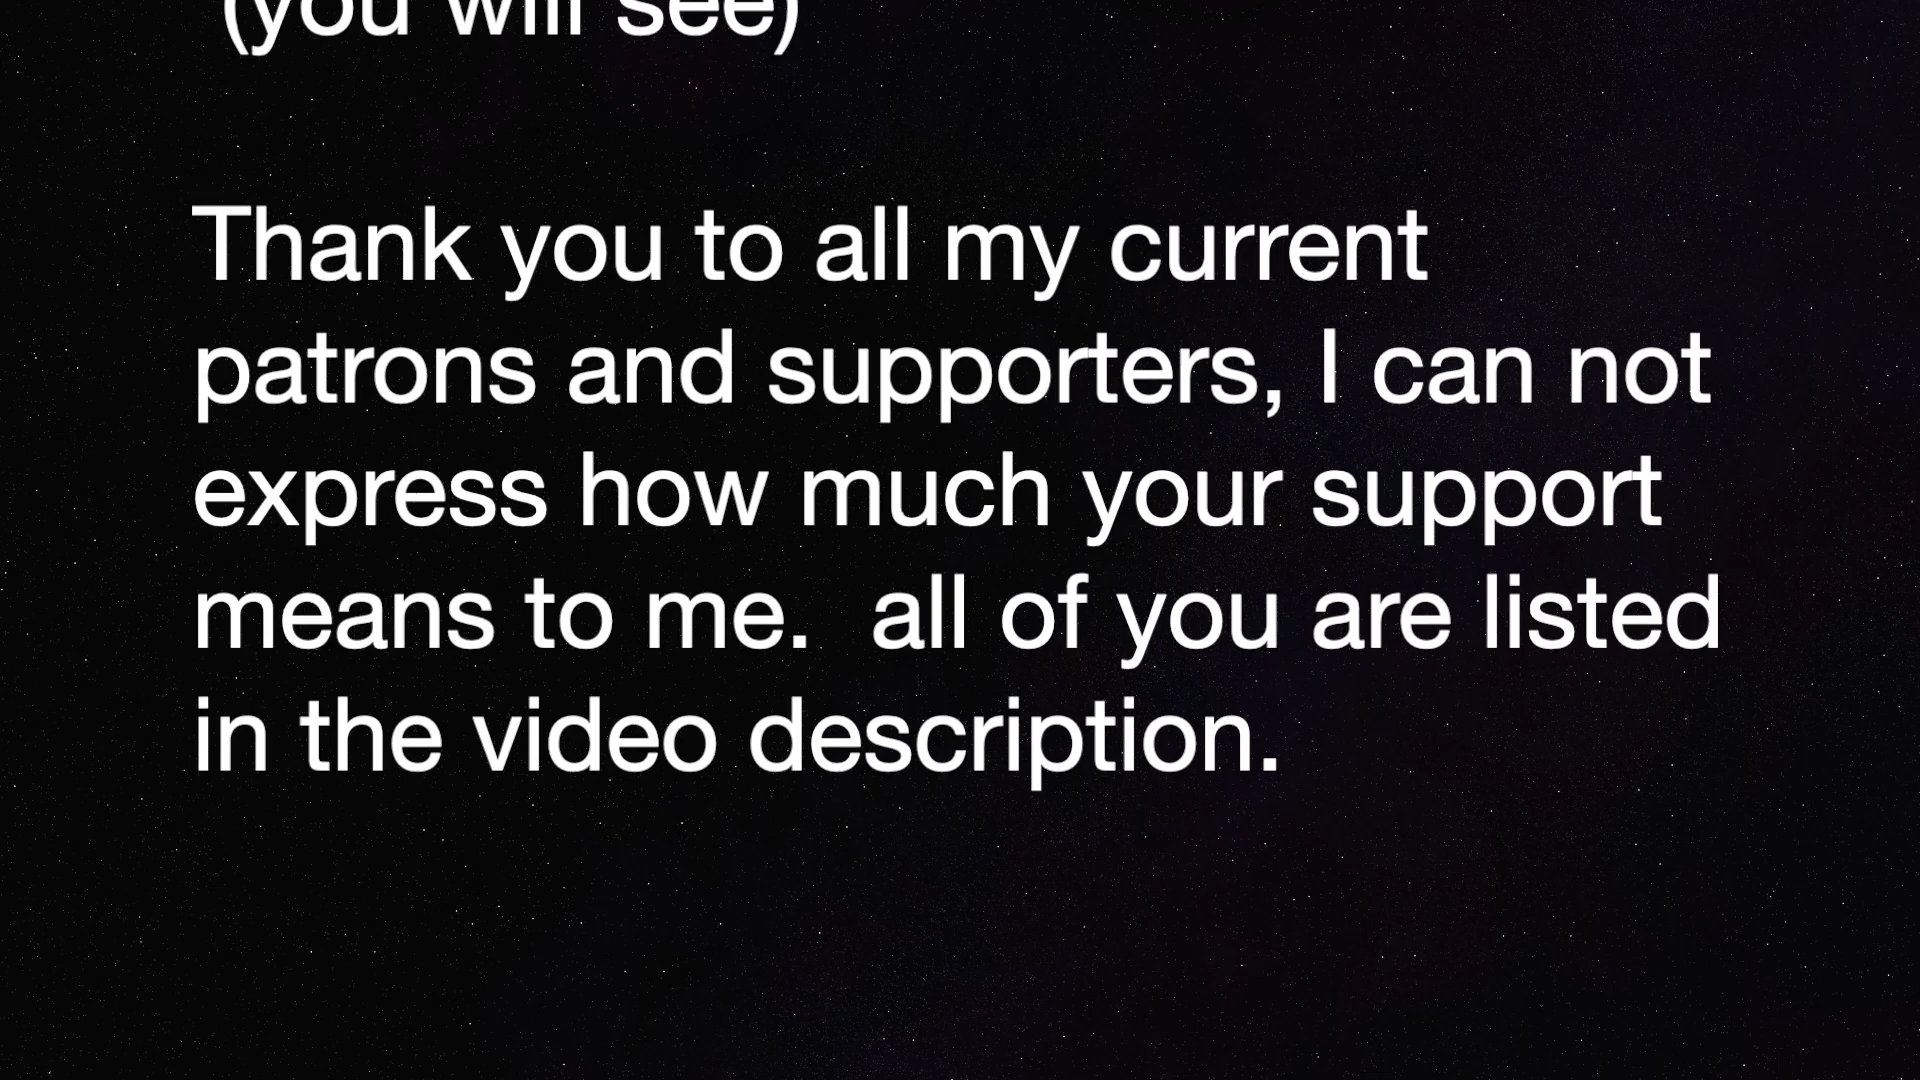 (you will see)
Thank you to all my current
patrons and supporters, I can not
express how much your support
means to me.  all of you are listed
in the video description.